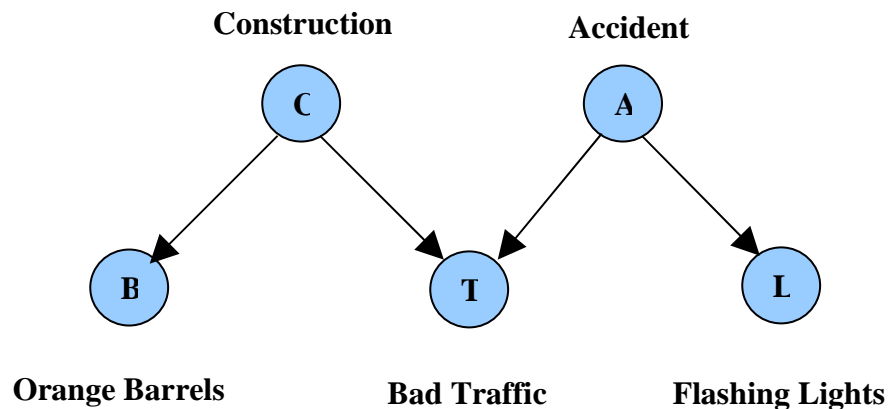 Construction Accident
C A
B T L
Orange Barrels Bad Traffic Flashing Lights